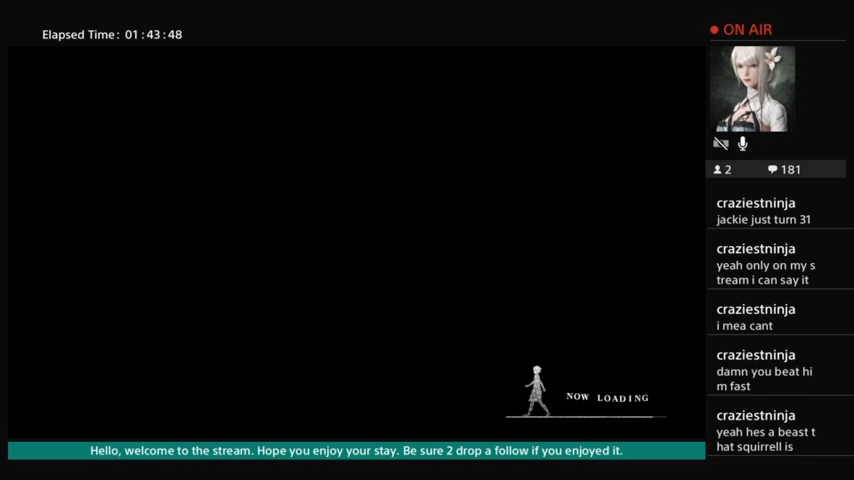 Elapsed Time: 01:43:48
ON AIR
2
181
craziestninja
jackie just turn 31
craziestninja
yeah only on my s
tream i can say it
craziestninja
i mea cant
craziestninja
damn you beat hi
m fast
craziestninja
yeah hes a beast t
hat squirrell is
NOW LOADING
Hello, welcome to the stream. Hope you enjoy your stay. Be sure 2 drop a follow if you enjoyed it.